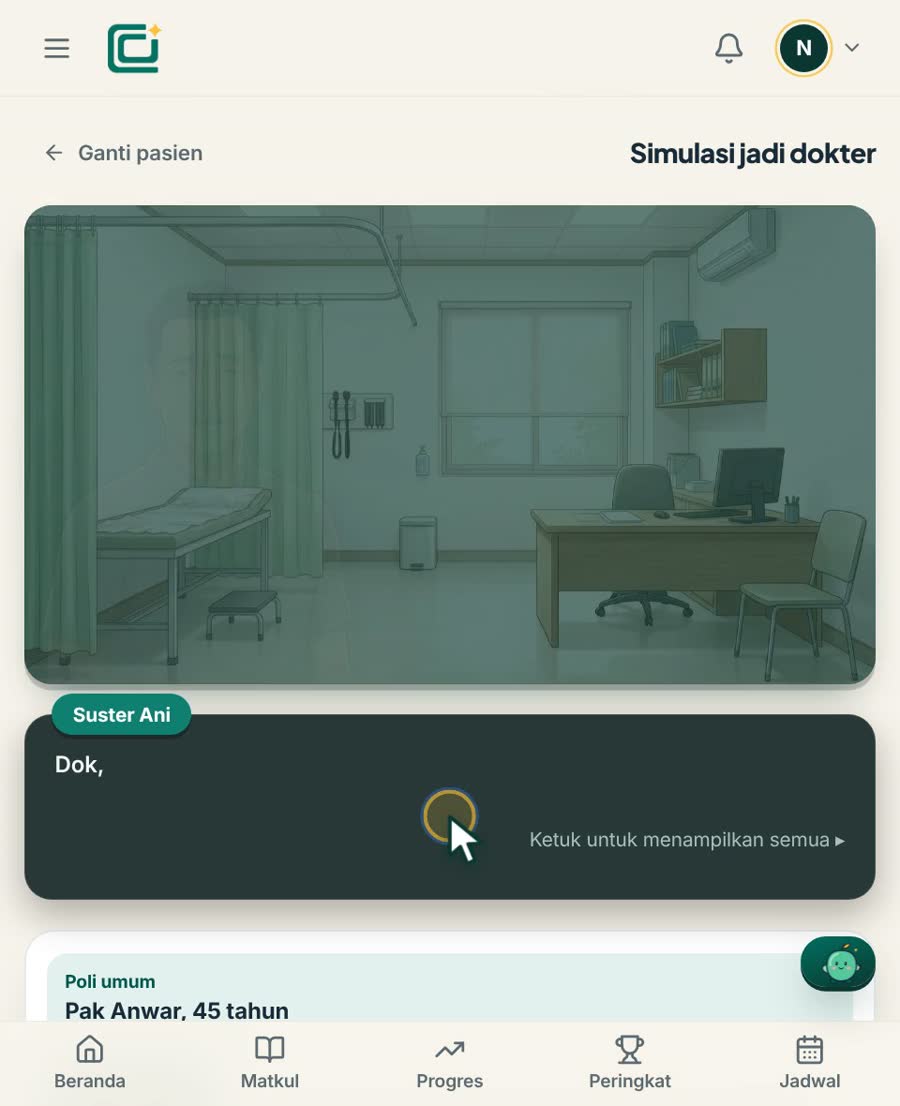 N
Ganti pasien
Simulasi jadi dokter
Suster Ani
Dok,
Ketuk untuk menampilkan semua ▸
Poli umum
Pak Anwar, 45 tahun
Beranda
Matkul
Progres
Peringkat
Jadwal